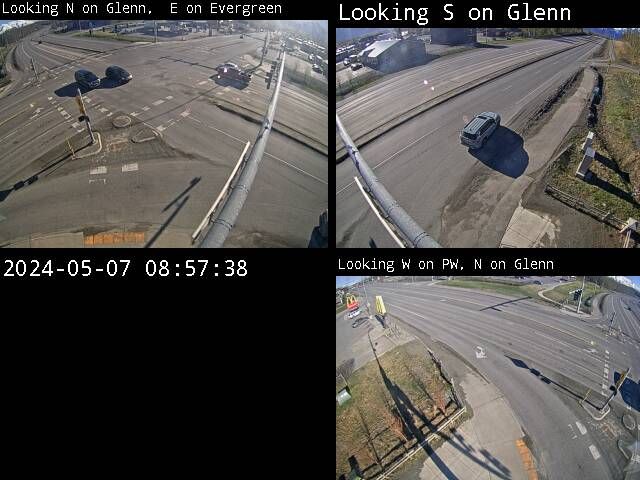 Looking N on Glenn,  E on Evergreen
Looking S on Glenn
2024-05-07 08:57:38
Looking W on PW, N on Glenn